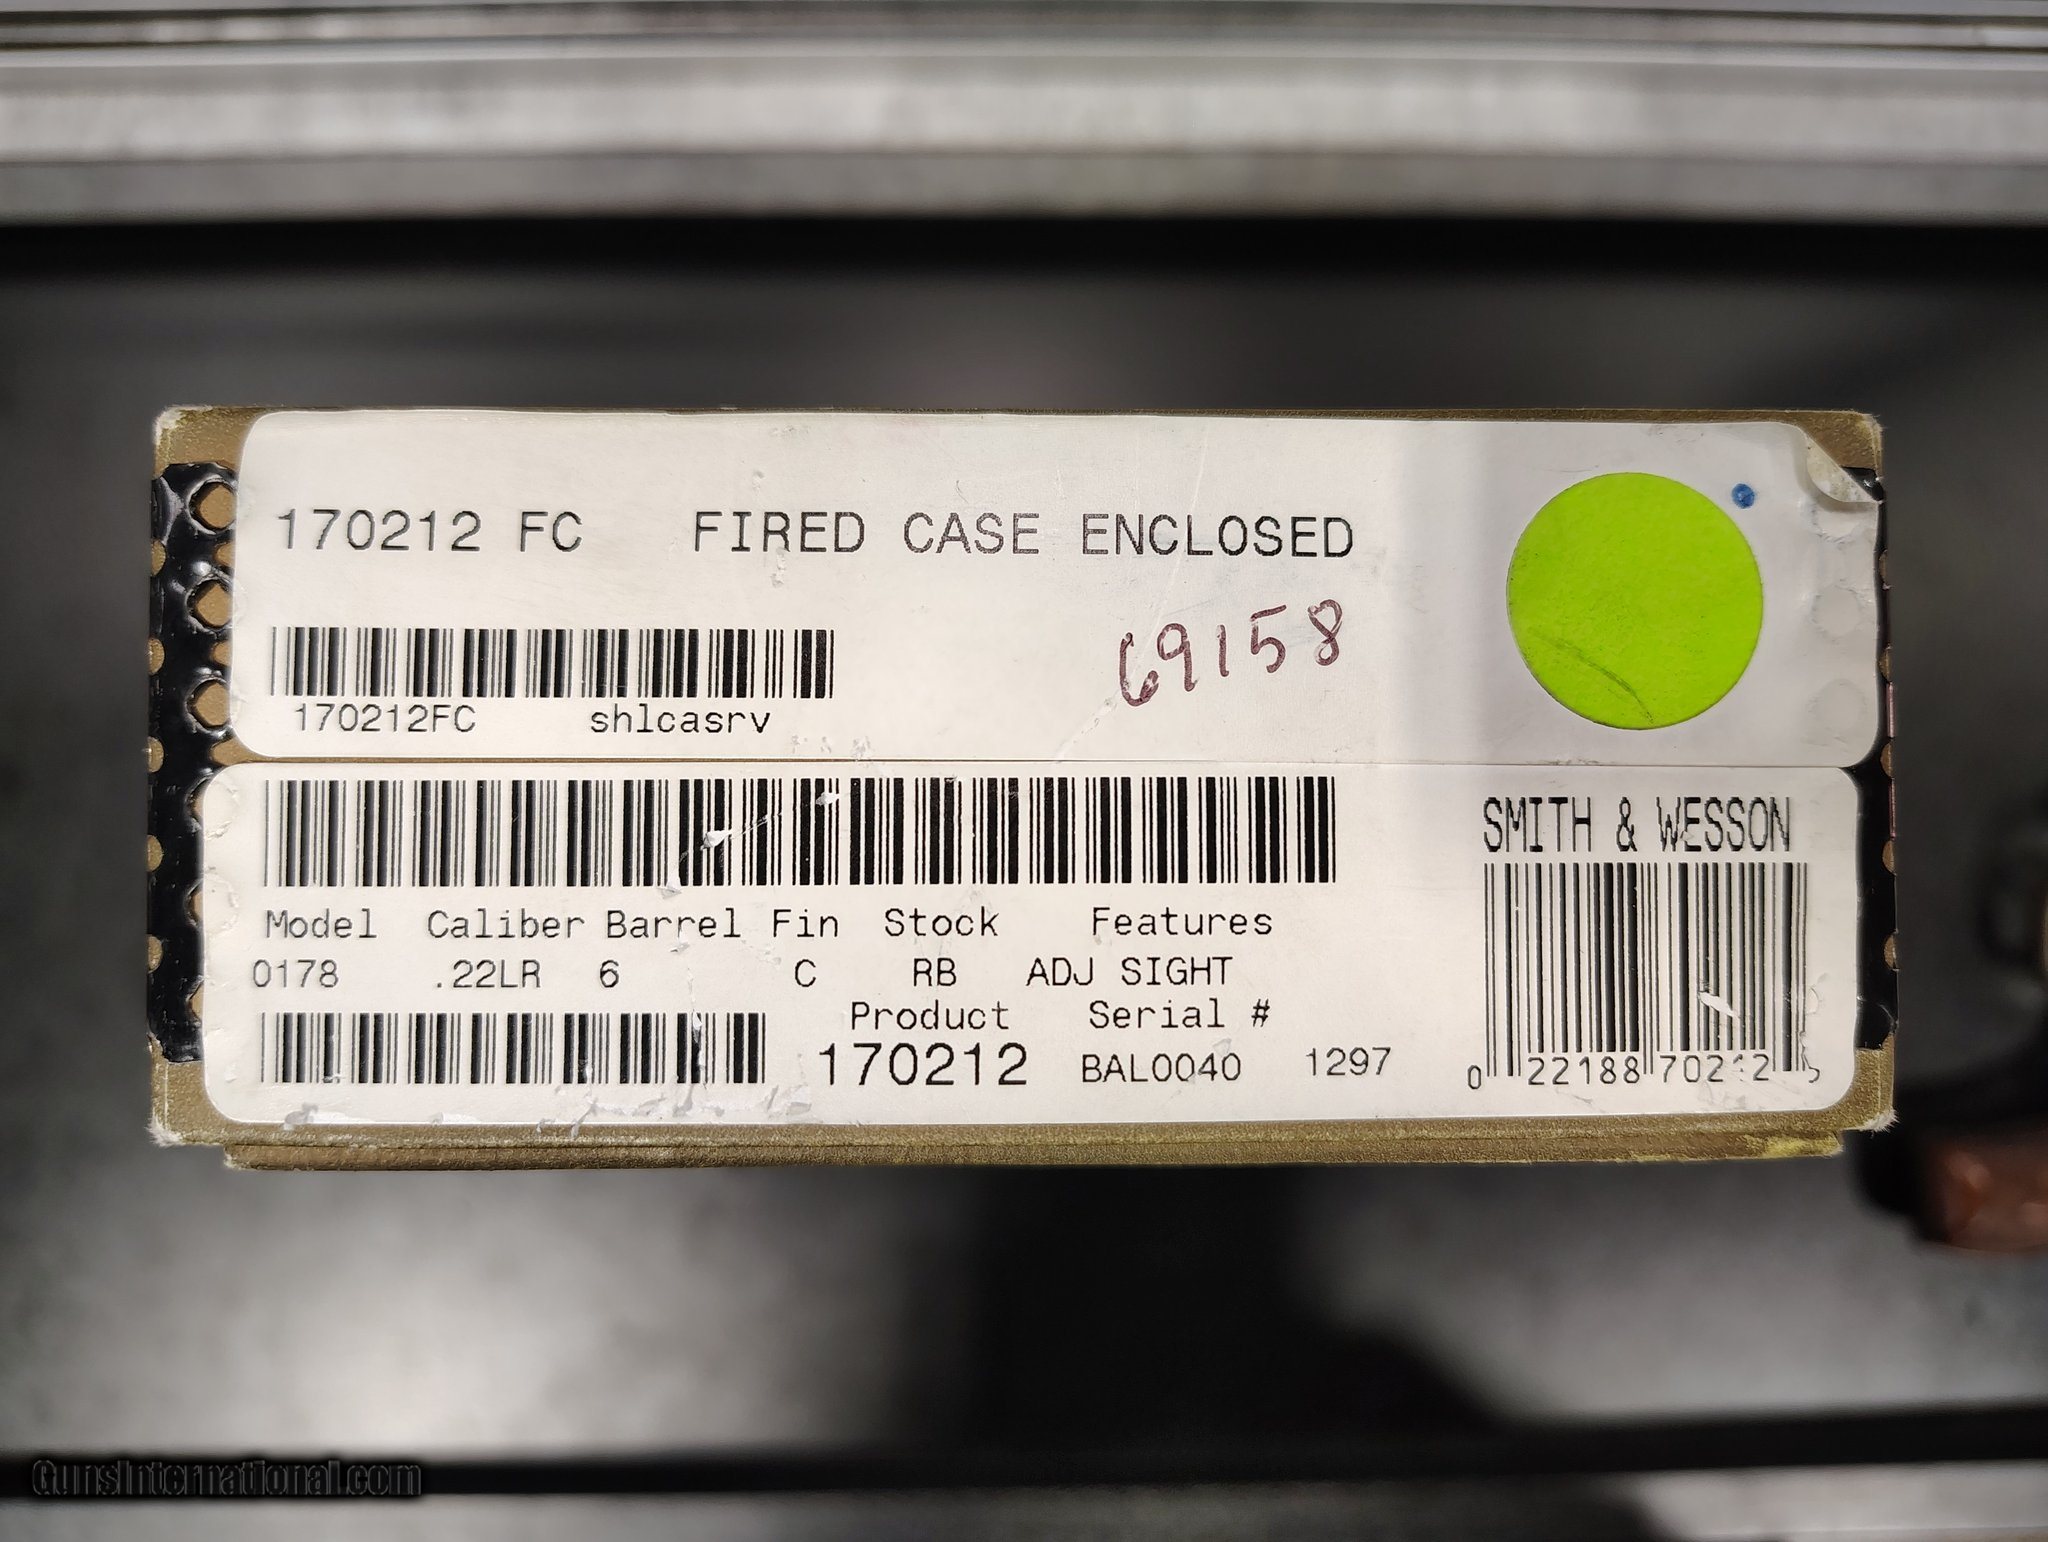 170212 FC FIRED CASE ENCLOSED
69158
170212FC shlcasrv
SMITH & WESSON
Model Caliber Barrel Fin Stock Features
0178 .22LR 6 C RB ADJ SIGHT
Product Serial #
170212 BAL0040 1297
0 22188 70212 5
GunsInternational.com